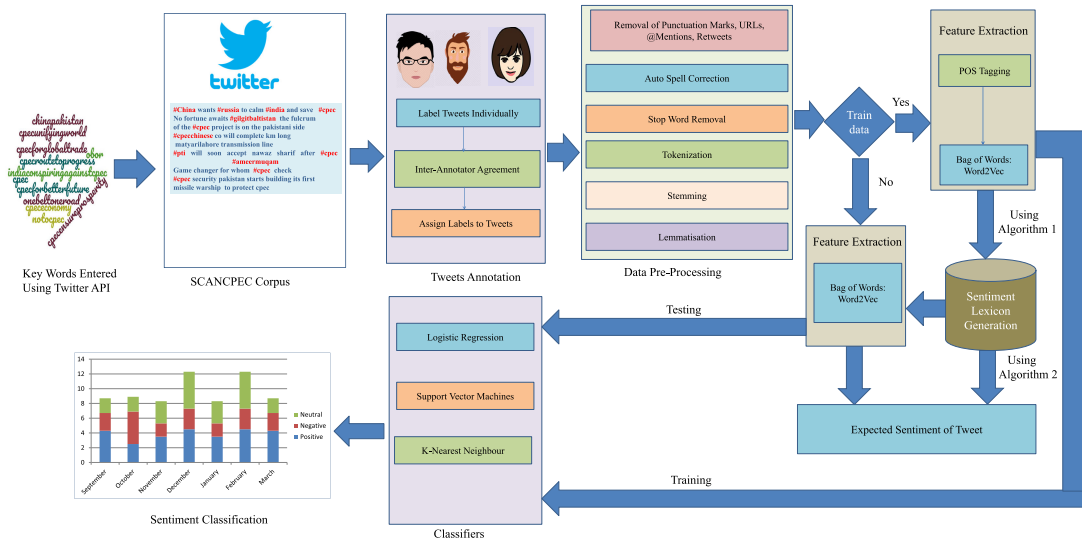 chinapakistan
cpecunifyingworld
cpecforglobaltrade
obor
cpecroutetoprogress
indiaconspiringagainstcpec
cpec
cpecforbetterfuture
onebeltoneroad
cpececonomy
notocpec
cpecensureprosperity
Key Words Entered
Using Twitter API
twitter
#China wants #russia to calm #india and save #cpec
No fortune awaits #gilgitbaltistan the fulcrum
of the #cpec project is on the pakistani side
#cpecchinese co will complete km long
matyarilahore transmission line
#pti will soon accept nawaz sharif after #cpec
#ameermuqam
Game changer for whom #cpec check
#cpec security pakistan starts building its first
missile warship to protect cpec
SCANCPEC Corpus
Label Tweets Individually
Inter-Annotator Agreement
Assign Labels to Tweets
Tweets Annotation
Removal of Punctuation Marks, URLs,
@Mentions, Retweets
Auto Spell Correction
Stop Word Removal
Tokenization
Stemming
Lemmatisation
Data Pre-Processing
Train
data
Yes
No
Feature Extraction
POS Tagging
Bag of Words:
Word2Vec
Using
Algorithm 1
Feature Extraction
Bag of Words:
Word2Vec
Sentiment
Lexicon
Generation
Using
Algorithm 2
Expected Sentiment of Tweet
Testing
Training
Logistic Regression
Support Vector Machines
K-Nearest Neighbour
Classifiers
14
12
10
8
6
4
2
0
September
October
November
December
January
February
March
Neutral
Negative
Positive
Sentiment Classification